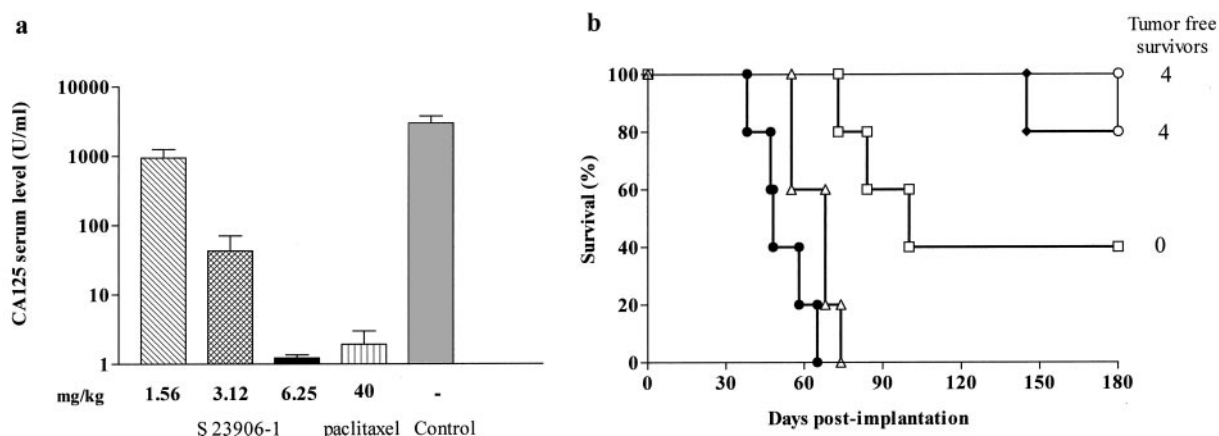 a
CA125 serum level (U/ml)
10000
1000
100
10
1
mg/kg 1.56 3.12 6.25 40 -
S 23906-1 paclitaxel Control
b
Tumor free
survivors
Survival (%)
100
80
60
40
20
0
4
4
0
0 30 60 90 120 150 180
Days post-implantation